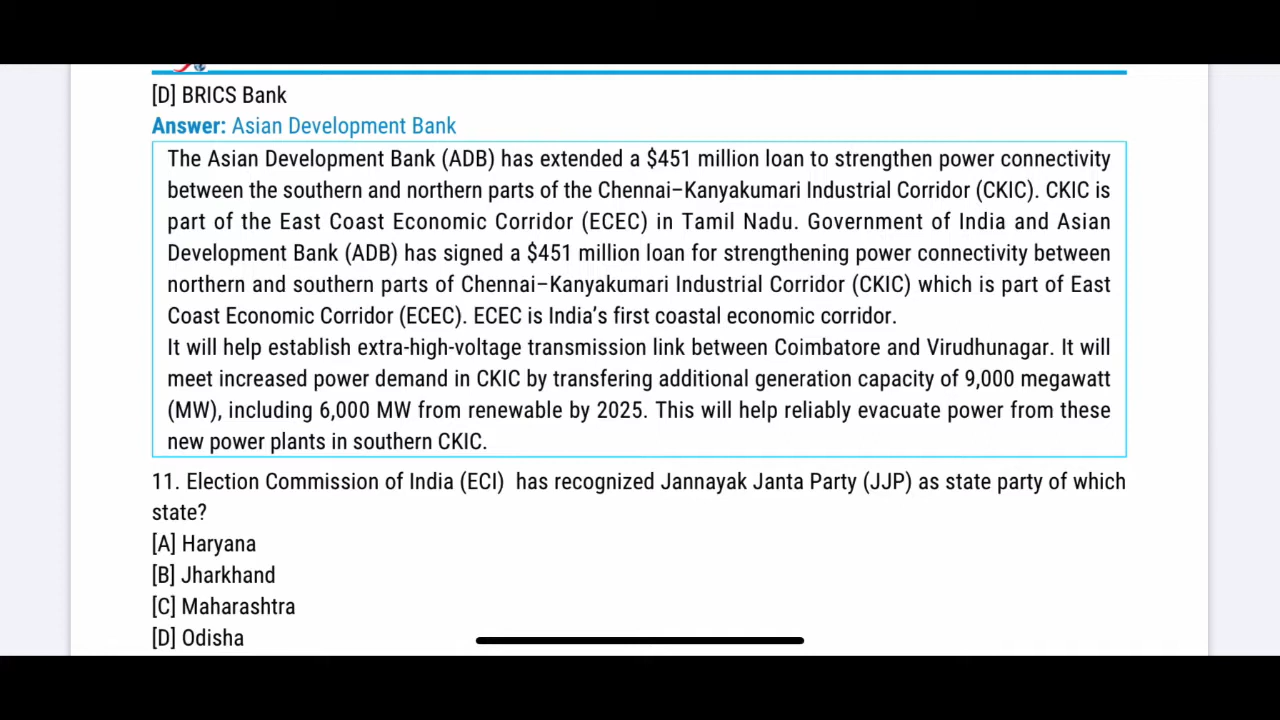 [D] BRICS Bank
Answer: Asian Development Bank
The Asian Development Bank (ADB) has extended a $451 million loan to strengthen power connectivity
between the southern and northern parts of the Chennai–Kanyakumari Industrial Corridor (CKIC). CKIC is
part of the East Coast Economic Corridor (ECEC) in Tamil Nadu. Government of India and Asian
Development Bank (ADB) has signed a $451 million loan for strengthening power connectivity between
northern and southern parts of Chennai–Kanyakumari Industrial Corridor (CKIC) which is part of East
Coast Economic Corridor (ECEC). ECEC is India's first coastal economic corridor.
It will help establish extra-high-voltage transmission link between Coimbatore and Virudhunagar. It will
meet increased power demand in CKIC by transfering additional generation capacity of 9,000 megawatt
(MW), including 6,000 MW from renewable by 2025. This will help reliably evacuate power from these
new power plants in southern CKIC.
11. Election Commission of India (ECI) has recognized Jannayak Janta Party (JJP) as state party of which
state?
[A] Haryana
[B] Jharkhand
[C] Maharashtra
[D] Odisha